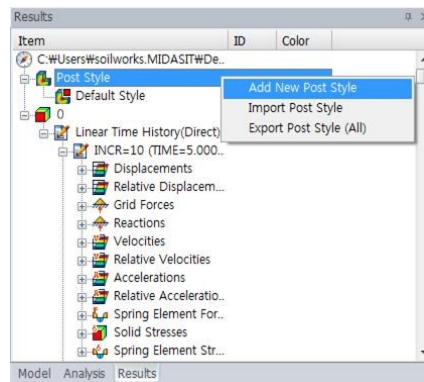 Results
Item ID Color
C:₩Users₩soilworks.MIDASIT₩De..
Post Style
Add New Post Style
Default Style
Import Post Style
0
Export Post Style (All)
Linear Time History(Direct)
INCR=10 (TIME=5.000..
Displacements
Relative Displacem...
Grid Forces
Reactions
Velocities
Relative Velocities
Accelerations
Relative Acceleratio..
Spring Element For...
Solid Stresses
Spring Element Str...
Model Analysis Results